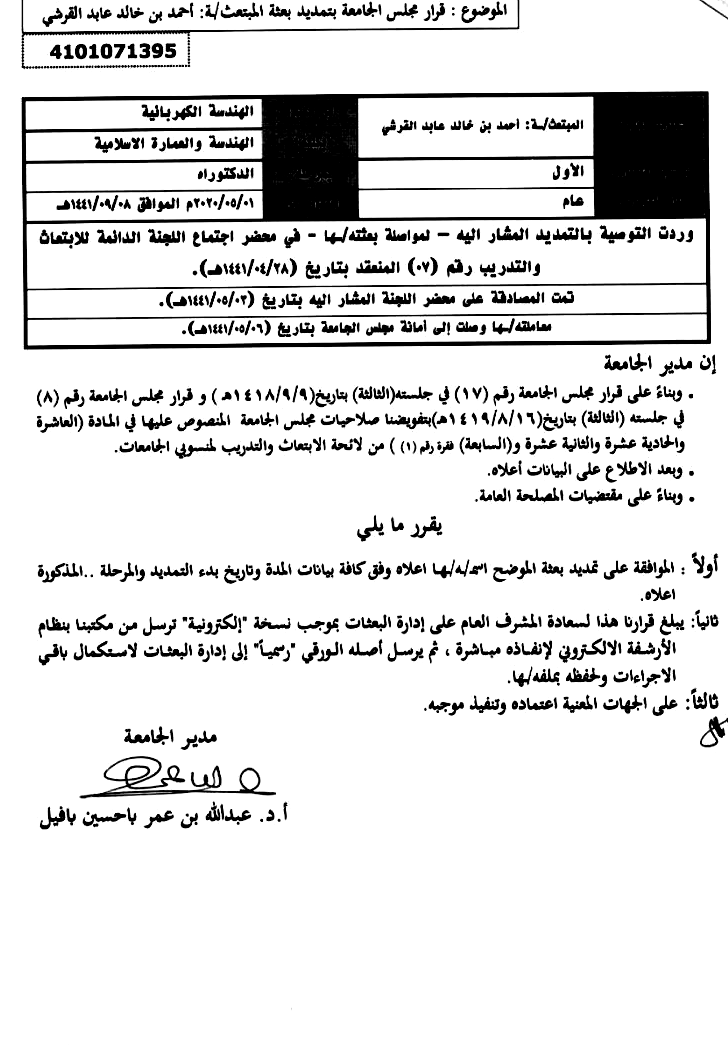 الموضوع : قرار مجلس الجامعة بتمديد بعثة المبتعث/ـة: أحمد بن خالد عابد القرشي
4101071395
المبتعث/ـة: أحمد بن خالد عابد القرشي
الهندسة الكهربائية
الهندسة والعمارة الاسلامية
الأول
الدكتوراه
عام
٢٠٢٠/٠٥/٠١م الموافق ١٤٤١/٠٩/٠٨هـ
وردت التوصية بالتمديد المشار اليه – لمواصلة بعثته/ـها - في محضر اجتماع اللجنة الدائمة للابتعاث
والتدريب رقم (٠٧) المنعقد بتاريخ (١٤٤١/٠٤/٢٨هـ).
تمت المصادقة على محضر اللجنة المشار اليه بتاريخ (١٤٤١/٠٥/٠٢هـ).
معاملته/ـها وصلت إلى أمانة مجلس الجامعة بتاريخ (١٤٤١/٠٥/٠٦هـ).
إن مدير الجامعة
• وبناءً على قرار مجلس الجامعة رقم (١٧) في جلسته(الثالثة) بتاريخ(١٤١٨/٩/٩هـ) و قرار مجلس الجامعة رقم (٨)
في جلسته (الثالثة) بتاريخ(١٤١٩/٨/١٦هـ)بتفويضنا صلاحيات مجلس الجامعة المنصوص عليها في المادة (العاشرة
والحادية عشرة والثانية عشرة و(السابعة) فقرة رقم (١) ) من لائحة الابتعاث والتدريب لمنسوبي الجامعات.
• وبعد الاطلاع على البيانات أعلاه.
• وبناءً على مقتضيات المصلحة العامة.
يقرر ما يلي
أولاً : الموافقة على تمديد بعثة الموضح اسمه/ـها اعلاه وفق كافة بيانات المدة وتاريخ بدء التمديد والمرحلة ..المذكورة
اعلاه.
ثانياً: يبلغ قرارنا هذا لسعادة المشرف العام على إدارة البعثات بموجب نسخة "إلكترونية" ترسل من مكتبنا بنظام
الأرشفة الالكتروني لإنفاذه مباشرة ، ثم يرسل أصله الورقي "رسمياً" إلى إدارة البعثات لاستكمال باقي
الاجراءات ولحفظه بملفه/ـها.
ثالثاً: على الجهات المعنية اعتماده وتنفيذ موجبه.
مدير الجامعة
أ.د. عبدالله بن عمر باحسين بافيل